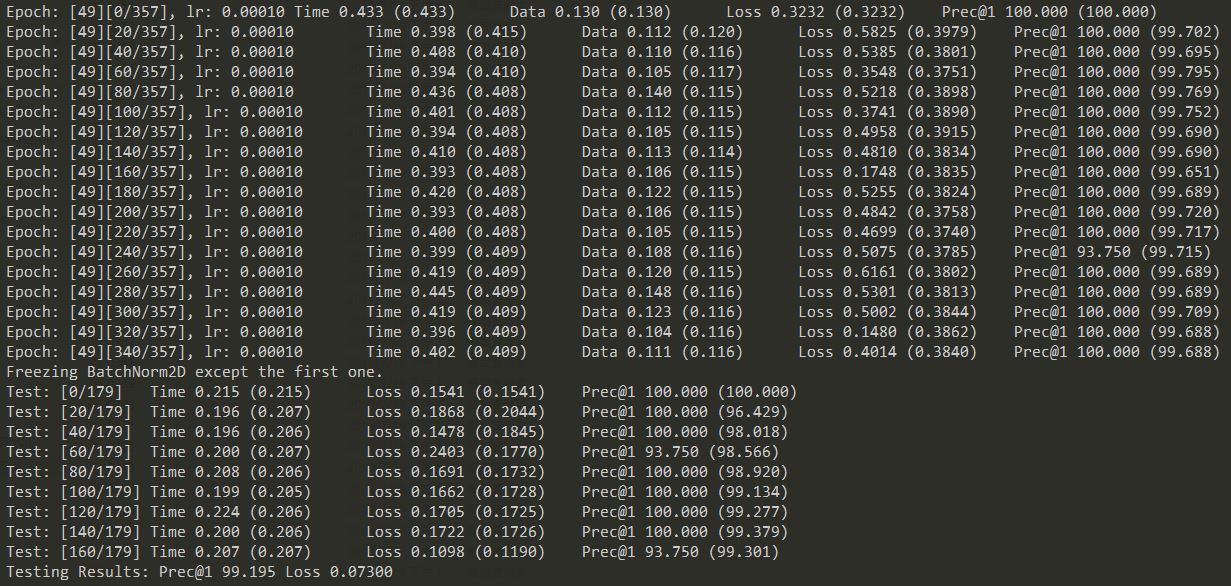 Epoch: [49][0/357], lr: 0.00010 Time 0.433 (0.433) Data 0.130 (0.130) Loss 0.3232 (0.3232) Prec@1 100.000 (100.000)
Epoch: [49][20/357], lr: 0.00010 Time 0.398 (0.415) Data 0.112 (0.120) Loss 0.5825 (0.3979) Prec@1 100.000 (99.702)
Epoch: [49][40/357], lr: 0.00010 Time 0.408 (0.410) Data 0.110 (0.116) Loss 0.5385 (0.3801) Prec@1 100.000 (99.695)
Epoch: [49][60/357], lr: 0.00010 Time 0.394 (0.410) Data 0.105 (0.117) Loss 0.3548 (0.3751) Prec@1 100.000 (99.795)
Epoch: [49][80/357], lr: 0.00010 Time 0.436 (0.408) Data 0.140 (0.115) Loss 0.5218 (0.3898) Prec@1 100.000 (99.769)
Epoch: [49][100/357], lr: 0.00010 Time 0.401 (0.408) Data 0.112 (0.115) Loss 0.3741 (0.3890) Prec@1 100.000 (99.752)
Epoch: [49][120/357], lr: 0.00010 Time 0.394 (0.408) Data 0.105 (0.115) Loss 0.4958 (0.3915) Prec@1 100.000 (99.690)
Epoch: [49][140/357], lr: 0.00010 Time 0.410 (0.408) Data 0.113 (0.114) Loss 0.4810 (0.3834) Prec@1 100.000 (99.690)
Epoch: [49][160/357], lr: 0.00010 Time 0.393 (0.408) Data 0.106 (0.115) Loss 0.1748 (0.3835) Prec@1 100.000 (99.651)
Epoch: [49][180/357], lr: 0.00010 Time 0.420 (0.408) Data 0.122 (0.115) Loss 0.5255 (0.3824) Prec@1 100.000 (99.689)
Epoch: [49][200/357], lr: 0.00010 Time 0.393 (0.408) Data 0.106 (0.115) Loss 0.4842 (0.3758) Prec@1 100.000 (99.720)
Epoch: [49][220/357], lr: 0.00010 Time 0.400 (0.408) Data 0.105 (0.115) Loss 0.4699 (0.3740) Prec@1 100.000 (99.717)
Epoch: [49][240/357], lr: 0.00010 Time 0.399 (0.409) Data 0.108 (0.116) Loss 0.5075 (0.3785) Prec@1 93.750 (99.715)
Epoch: [49][260/357], lr: 0.00010 Time 0.419 (0.409) Data 0.120 (0.115) Loss 0.6161 (0.3802) Prec@1 100.000 (99.689)
Epoch: [49][280/357], lr: 0.00010 Time 0.445 (0.409) Data 0.148 (0.116) Loss 0.5301 (0.3813) Prec@1 100.000 (99.689)
Epoch: [49][300/357], lr: 0.00010 Time 0.419 (0.409) Data 0.123 (0.116) Loss 0.5002 (0.3844) Prec@1 100.000 (99.709)
Epoch: [49][320/357], lr: 0.00010 Time 0.396 (0.409) Data 0.104 (0.116) Loss 0.1480 (0.3862) Prec@1 100.000 (99.688)
Epoch: [49][340/357], lr: 0.00010 Time 0.402 (0.409) Data 0.111 (0.116) Loss 0.4014 (0.3840) Prec@1 100.000 (99.688)
Freezing BatchNorm2D except the first one.
Test: [0/179] Time 0.215 (0.215) Loss 0.1541 (0.1541) Prec@1 100.000 (100.000)
Test: [20/179] Time 0.196 (0.207) Loss 0.1868 (0.2044) Prec@1 100.000 (96.429)
Test: [40/179] Time 0.196 (0.206) Loss 0.1478 (0.1845) Prec@1 100.000 (98.018)
Test: [60/179] Time 0.200 (0.207) Loss 0.2403 (0.1770) Prec@1 93.750 (98.566)
Test: [80/179] Time 0.208 (0.206) Loss 0.1691 (0.1732) Prec@1 100.000 (98.920)
Test: [100/179] Time 0.199 (0.205) Loss 0.1662 (0.1728) Prec@1 100.000 (99.134)
Test: [120/179] Time 0.224 (0.206) Loss 0.1705 (0.1725) Prec@1 100.000 (99.277)
Test: [140/179] Time 0.200 (0.206) Loss 0.1722 (0.1726) Prec@1 100.000 (99.379)
Test: [160/179] Time 0.207 (0.207) Loss 0.1098 (0.1190) Prec@1 93.750 (99.301)
Testing Results: Prec@1 99.195 Loss 0.07300